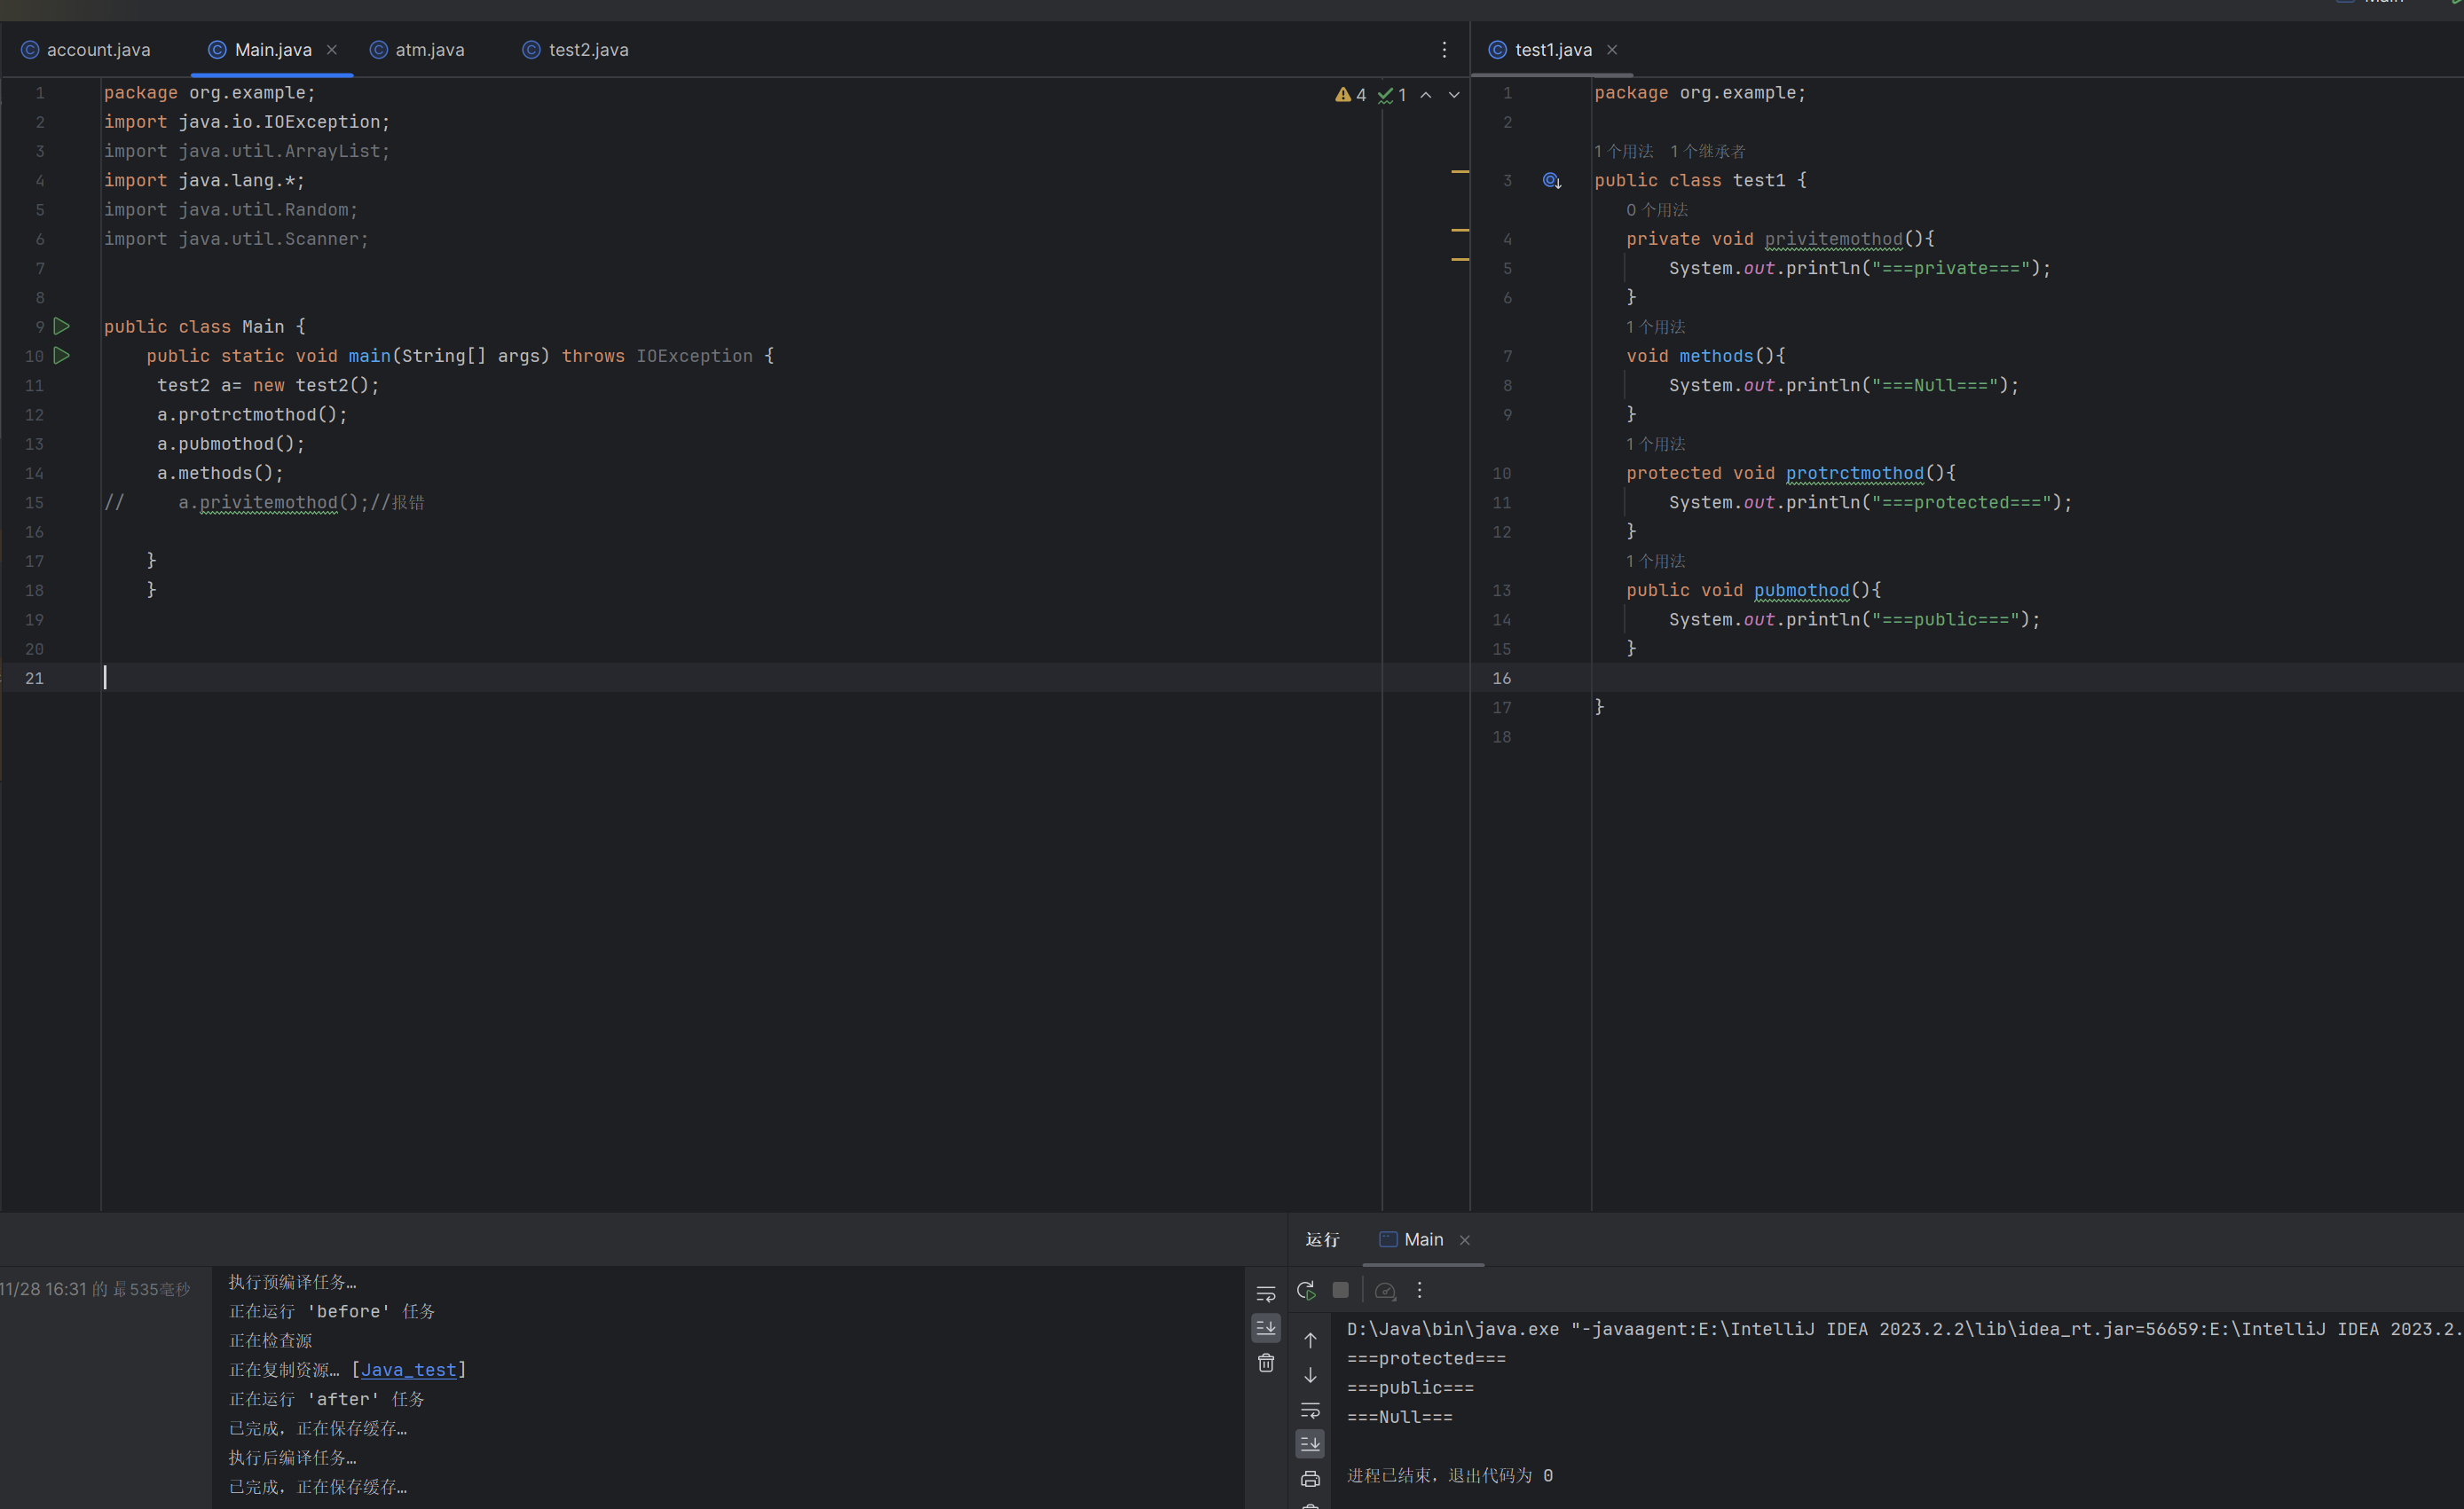 Main
account.java Main.java atm.java test2.java
4 1
1 package org.example;
2 import java.io.IOException;
3 import java.util.ArrayList;
4 import java.lang.*;
5 import java.util.Random;
6 import java.util.Scanner;
7
8
9 public class Main {
10 public static void main(String[] args) throws IOException {
11 test2 a= new test2();
12 a.protrctmothod();
13 a.pubmothod();
14 a.methods();
15 // a.privitemothod();//报错
16
17 }
18 }
19
20
21
test1.java
1 package org.example;
2
1 个用法 1 个继承者
3 public class test1 {
0 个用法
4 private void privitemothod(){
5 System.out.println("===private===");
6 }
1 个用法
7 void methods(){
8 System.out.println("===Null===");
9 }
1 个用法
10 protected void protrctmothod(){
11 System.out.println("===protected===");
12 }
1 个用法
13 public void pubmothod(){
14 System.out.println("===public===");
15 }
16
17 }
18
11/28 16:31 的最 535毫秒
执行预编译任务…
正在运行 'before' 任务
正在检查源
正在复制资源… [Java_test]
正在运行 'after' 任务
已完成，正在保存缓存…
执行后编译任务…
已完成，正在保存缓存…
运行 Main
D:\Java\bin\java.exe "-javaagent:E:\IntelliJ IDEA 2023.2.2\lib\idea_rt.jar=56659:E:\IntelliJ IDEA 2023.2.
===protected===
===public===
===Null===
进程已结束，退出代码为 0